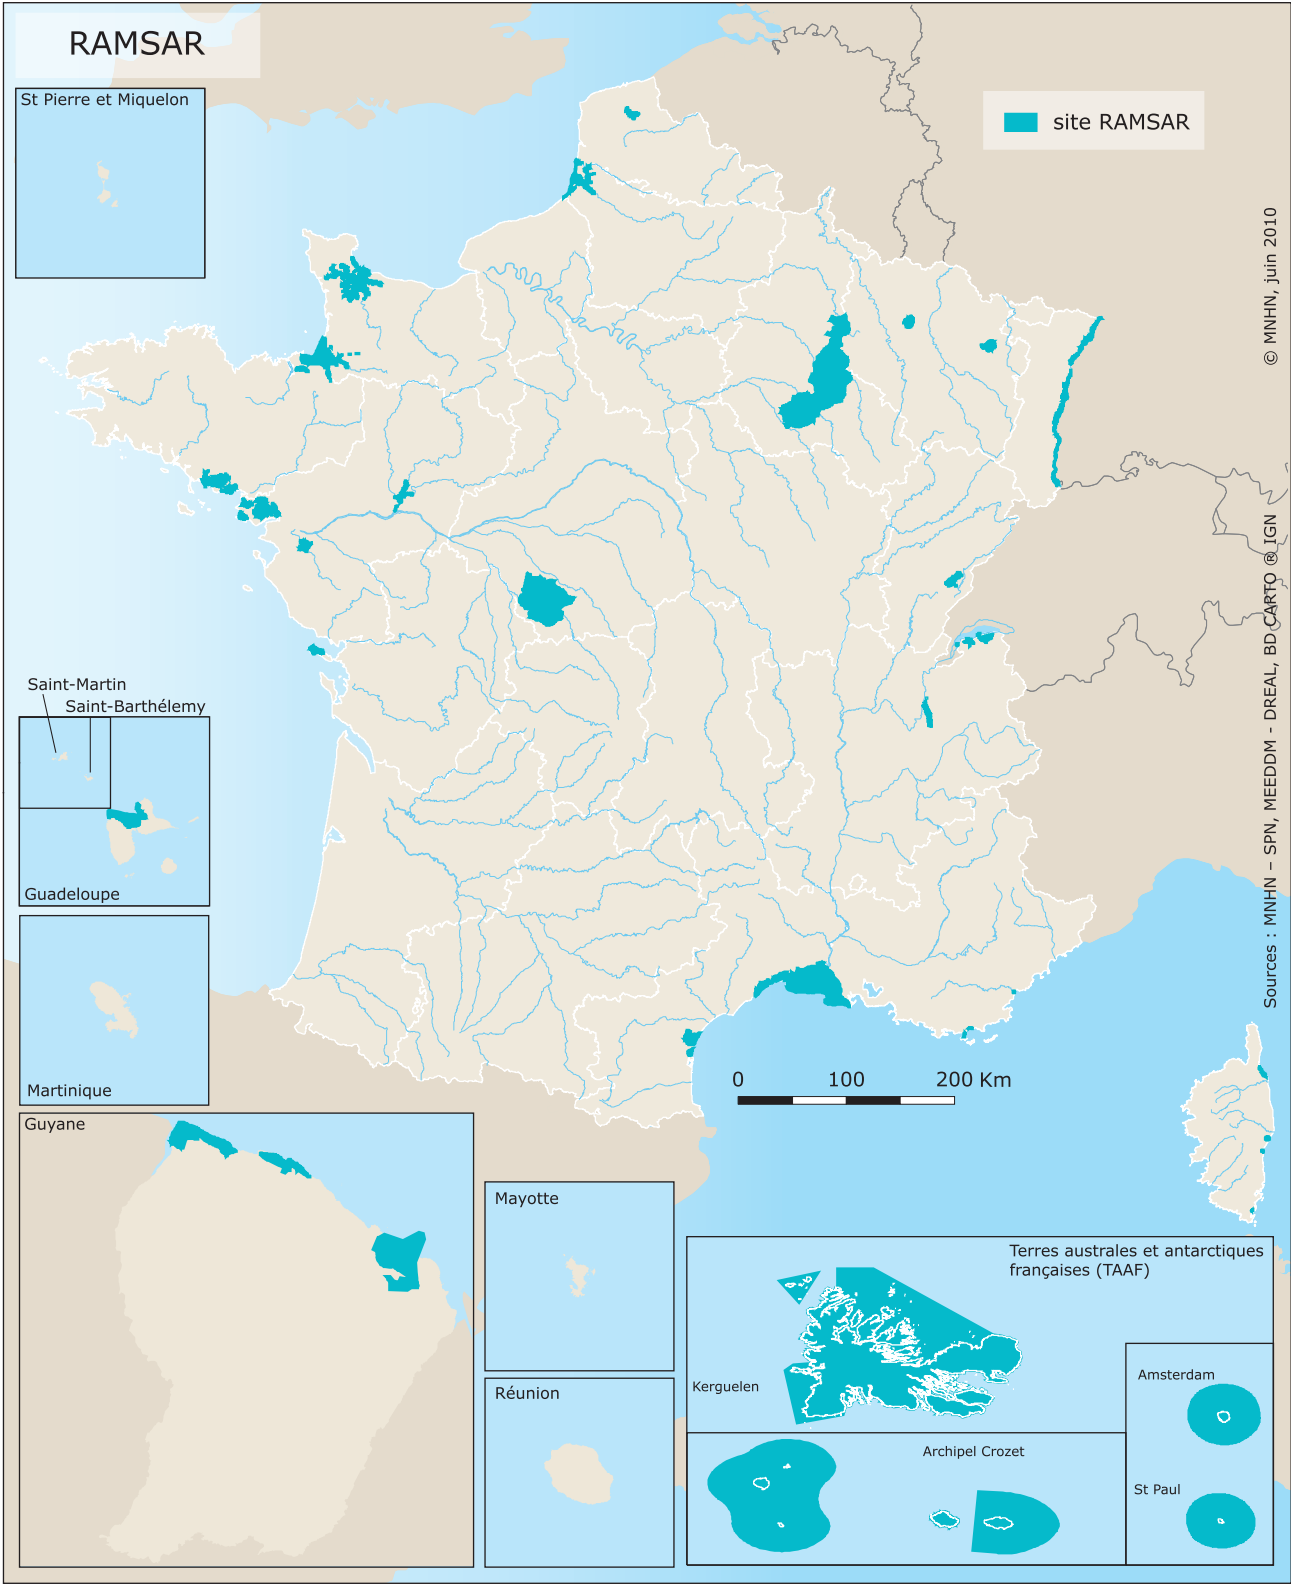 RAMSAR
St Pierre et Miquelon
site RAMSAR
© MNHN, juin 2010
Sources : MNHN – SPN, MEEDDM - DREAL, BD CARTO ® IGN
Saint-Martin
Saint-Barthélemy
Guadeloupe
Martinique
0 100 200 Km
Guyane
Mayotte
Réunion
Terres australes et antarctiques
françaises (TAAF)
Kerguelen
Amsterdam
Archipel Crozet
St Paul